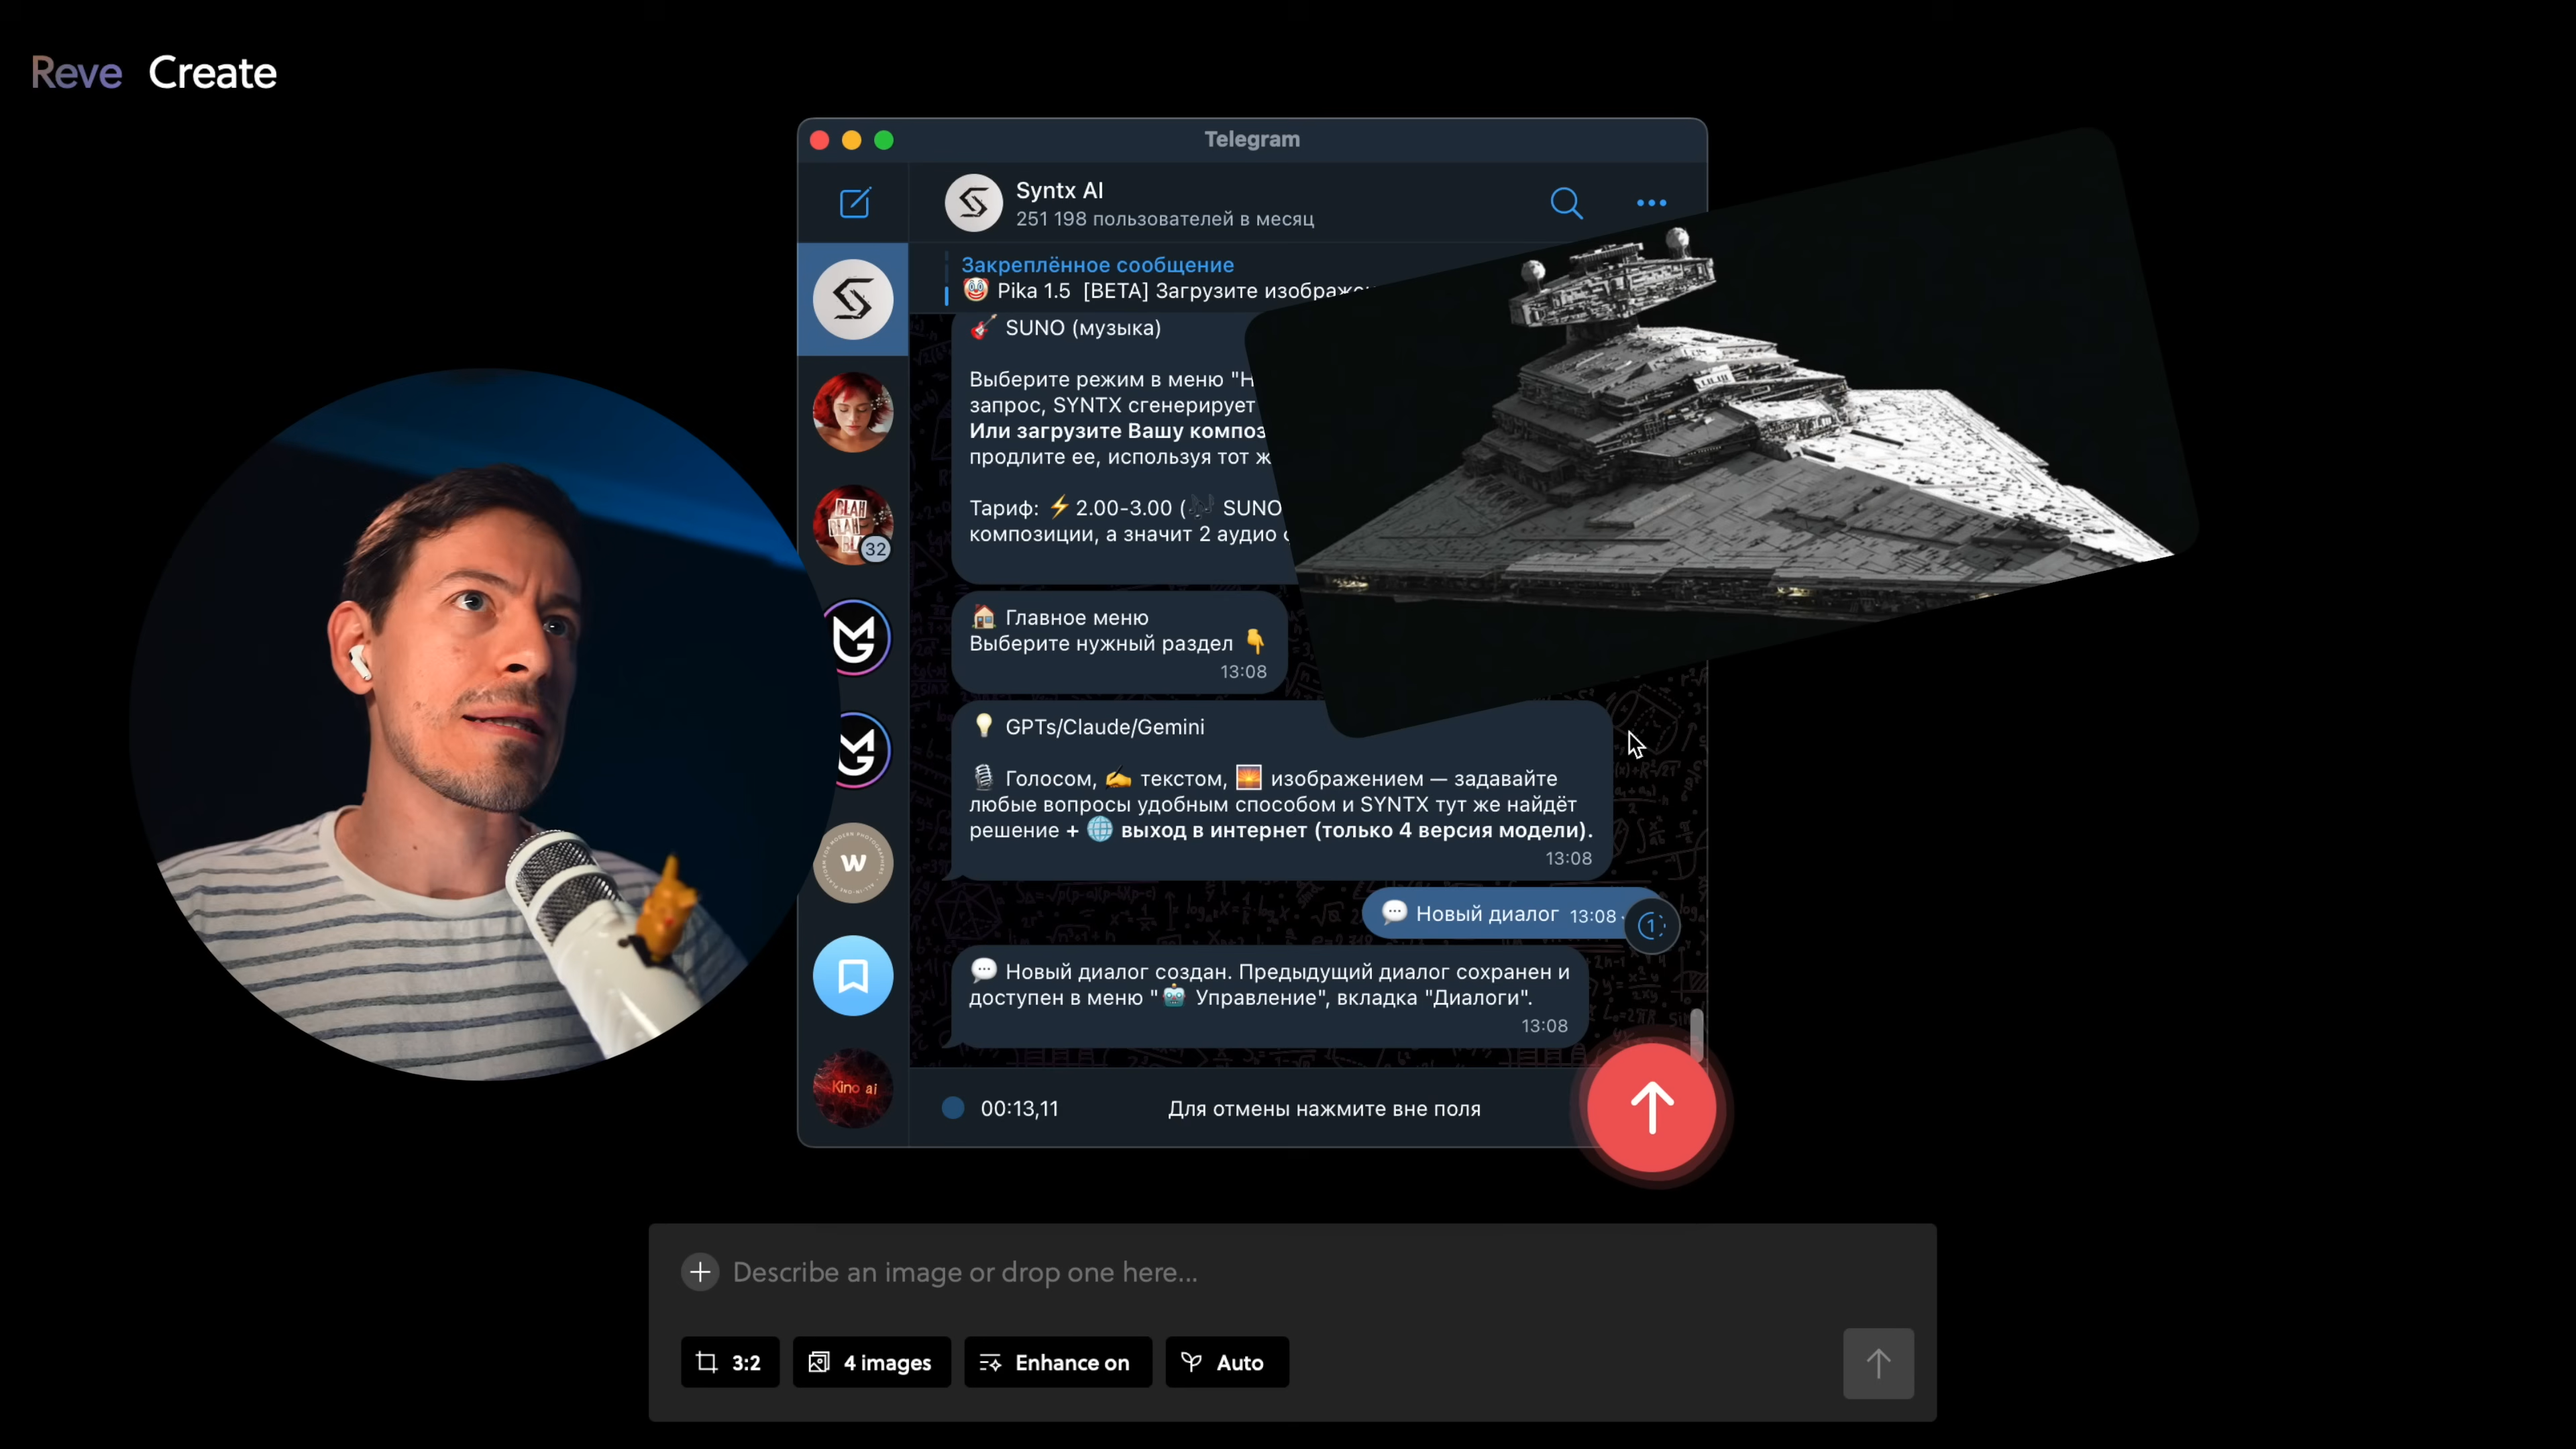 Reve Create
Telegram
Syntx AI
251 198 пользователей в месяц
Закреплённое сообщение
🤡 Pika 1.5 [BETA] Загрузите
🎸 SUNO (музыка)
Выберите режим в меню "
запрос, SYNTX сгенерирует
Или загрузите Вашу
продлите ее, используя тот
Тариф: ⚡ 2.00-3.00 (🎶 SUNO
композиции, а значит 2 аудио
BLAH
BLAH
32
🏠 Главное меню
Выберите нужный раздел 👇
13:08
💡 GPTs/Claude/Gemini
🎙 Голосом, ✍ текстом, 🌅 изображением — задавайте
любые вопросы удобным способом и SYNTX тут же найдёт
решение + 🌐 выход в интернет (только 4 версия модели).
13:08
w
💬 Новый диалог 13:08
1
💬 Новый диалог создан. Предыдущий диалог сохранен и
доступен в меню "🤖 Управление", вкладка "Диалоги".
13:08
Kino ai
00:13,11 Для отмены нажмите вне поля
Describe an image or drop one here...
3:2 4 images Enhance on Auto